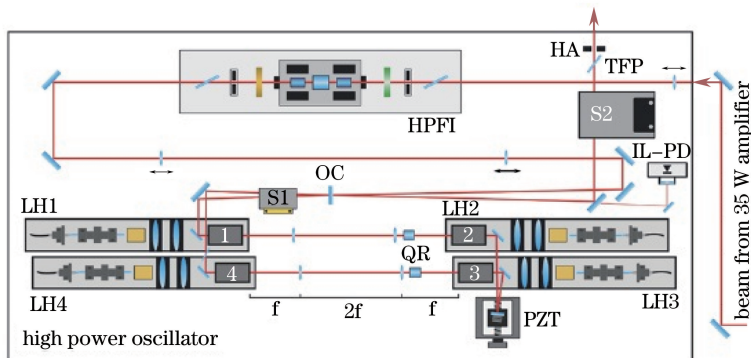 HA
TFP
HPFI
S2
IL-PD
OC
S1
LH1
LH2
1
2
QR
4
3
LH4
LH3
f
2f
f
PZT
high power oscillator
beam from 35 W amplifier